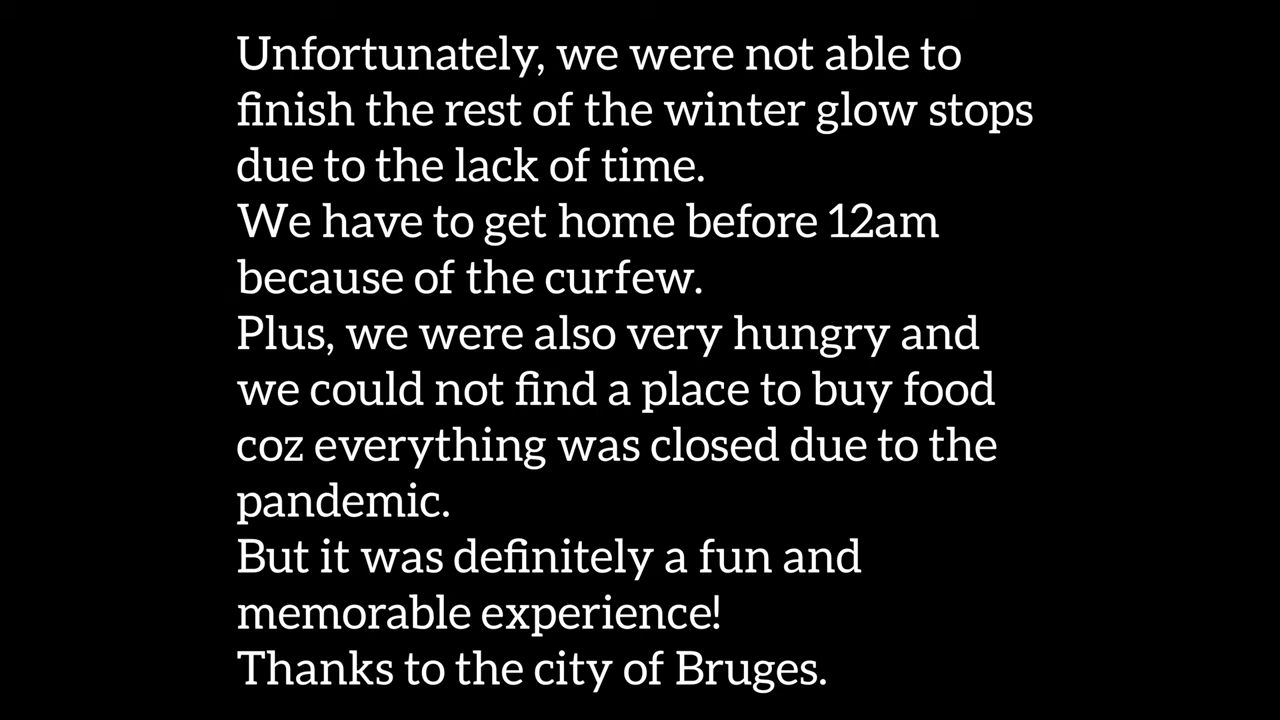 Unfortunately, we were not able to
finish the rest of the winter glow stops
due to the lack of time.
We have to get home before 12am
because of the curfew.
Plus, we were also very hungry and
we could not find a place to buy food
coz everything was closed due to the
pandemic.
But it was definitely a fun and
memorable experience!
Thanks to the city of Bruges.